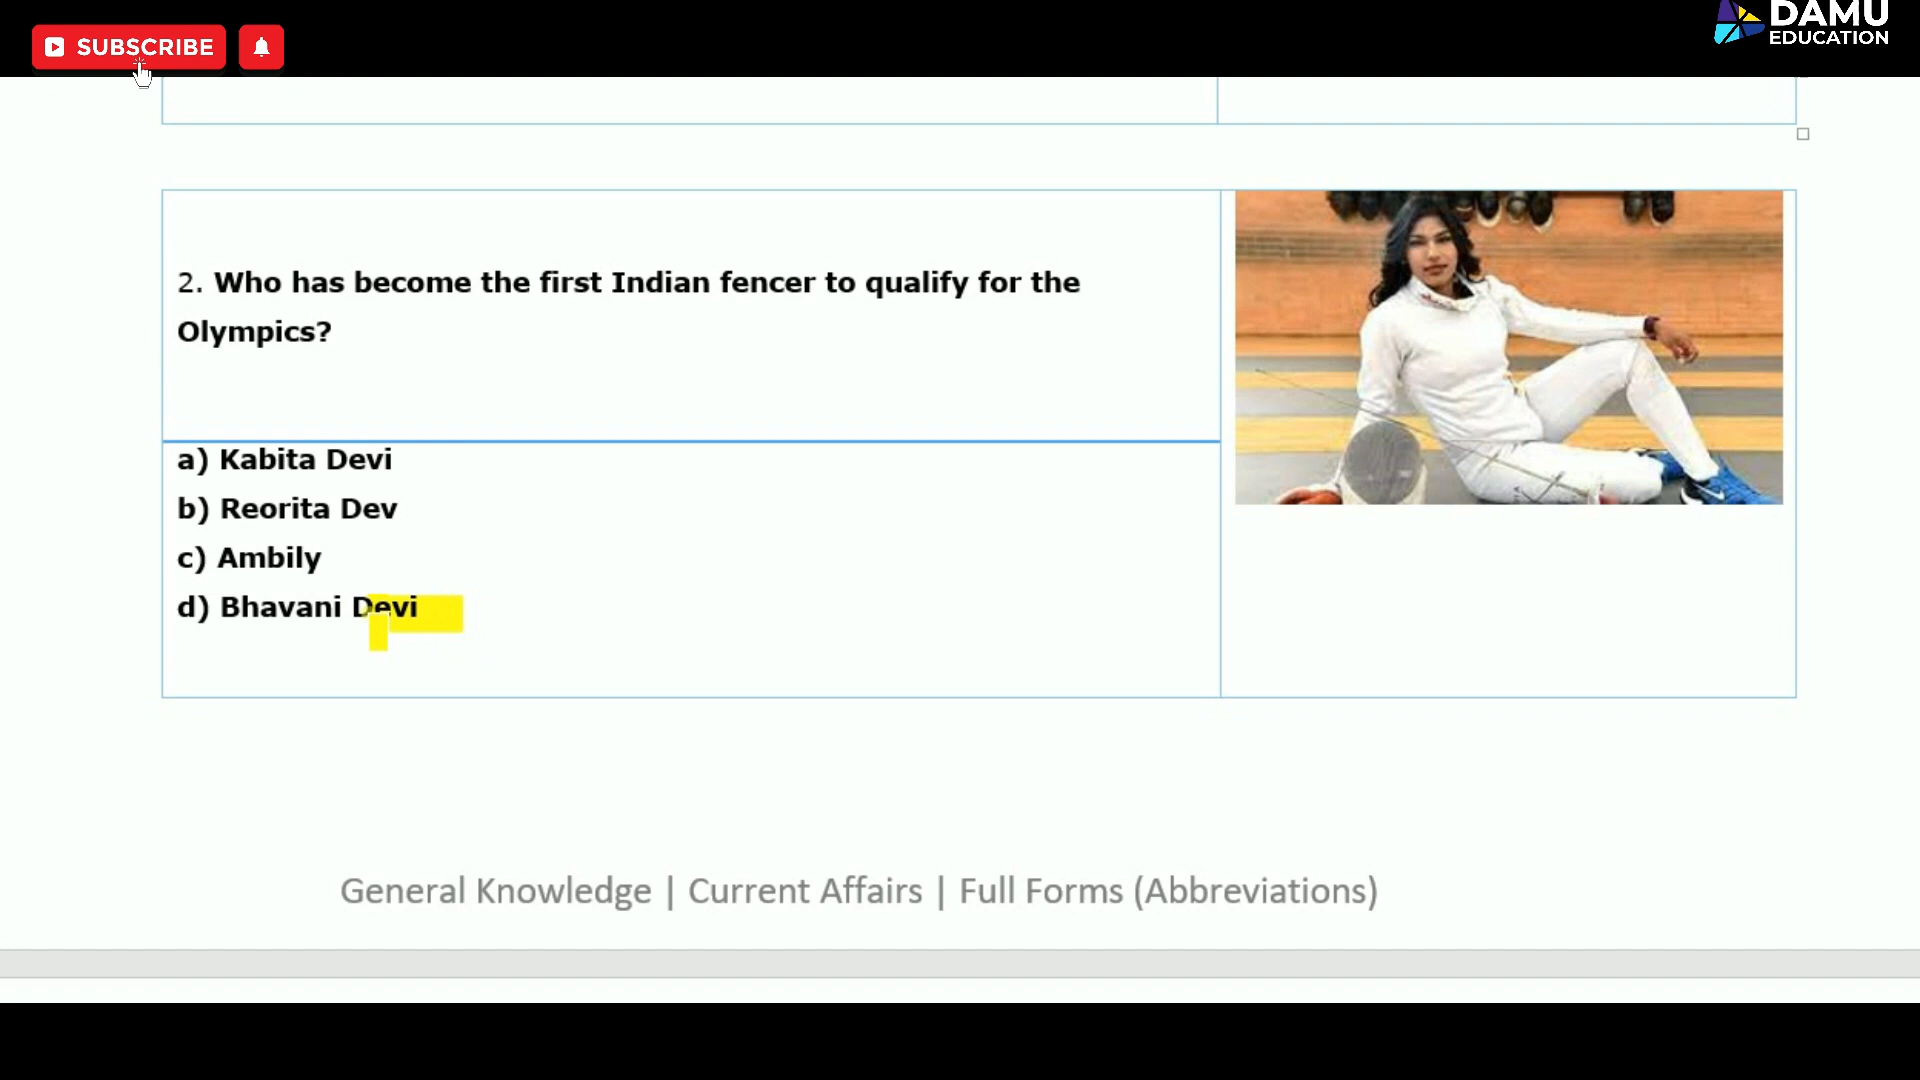 SUBSCRIBE
DAMU
EDUCATION
2. Who has become the first Indian fencer to qualify for the
Olympics?
a) Kabita Devi
b) Reorita Dev
c) Ambily
d) Bhavani Devi
General Knowledge | Current Affairs | Full Forms (Abbreviations)